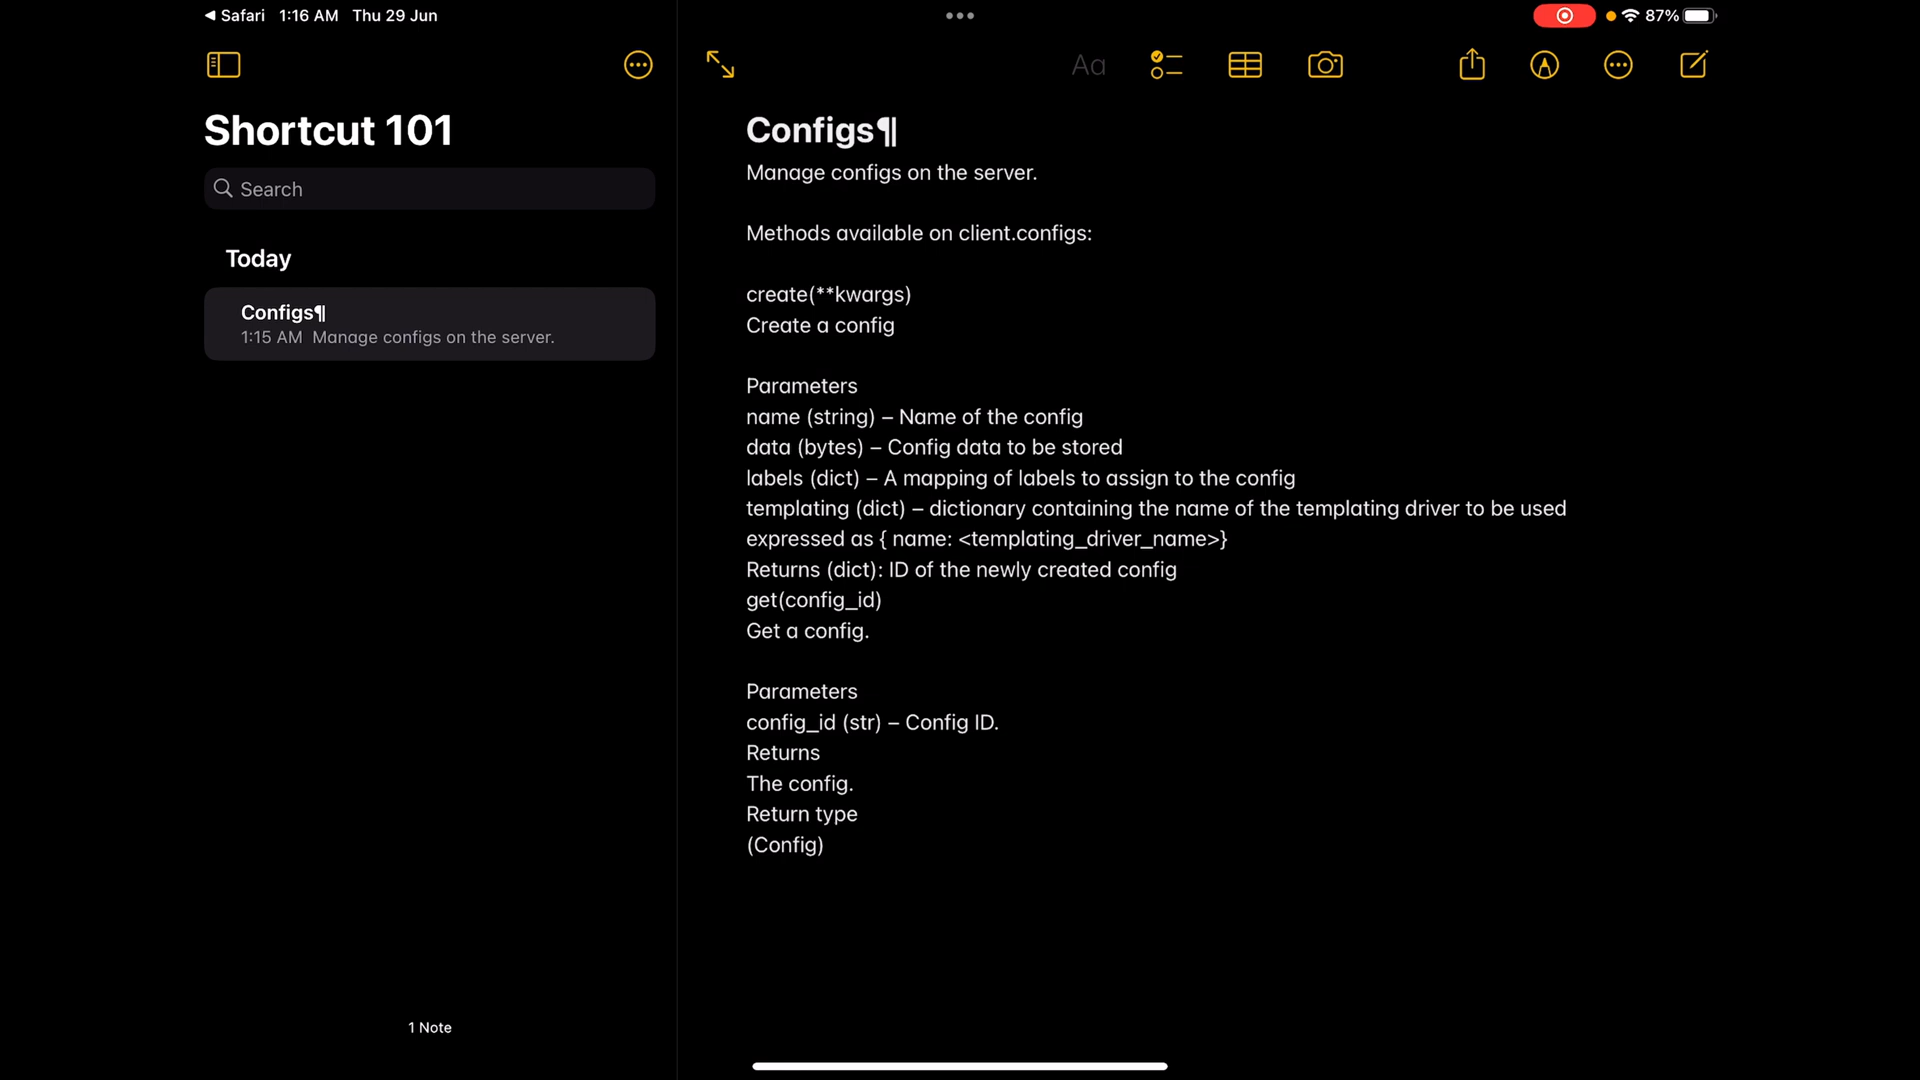 ◀ Safari 1:16 AM Thu 29 Jun
87%
Shortcut 101
Search
Today
Configs¶
1:15 AM Manage configs on the server.
1 Note
Aa
Configs¶
Manage configs on the server.
Methods available on client.configs:
create(**kwargs)
Create a config
Parameters
name (string) – Name of the config
data (bytes) – Config data to be stored
labels (dict) – A mapping of labels to assign to the config
templating (dict) – dictionary containing the name of the templating driver to be used
expressed as { name: <templating_driver_name>}
Returns (dict): ID of the newly created config
get(config_id)
Get a config.
Parameters
config_id (str) – Config ID.
Returns
The config.
Return type
(Config)